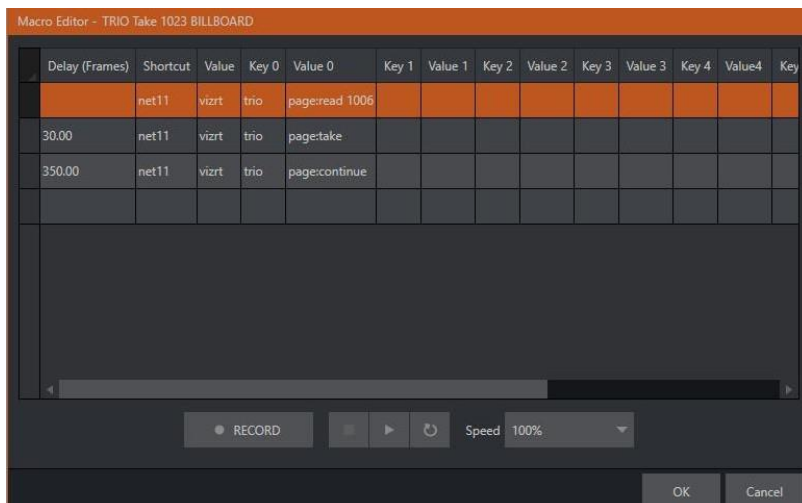 Macro Editor - TRIO Take 1023 BILLBOARD
Delay (Frames) Shortcut Value Key 0 Value 0 Key 1 Value 1 Key 2 Value 2 Key 3 Value 3 Key 4 Value4 Key
net11 vizrt trio page:read 1006
30.00 net11 vizrt trio page:take
350.00 net11 vizrt trio page:continue
RECORD Speed 100%
OK Cancel